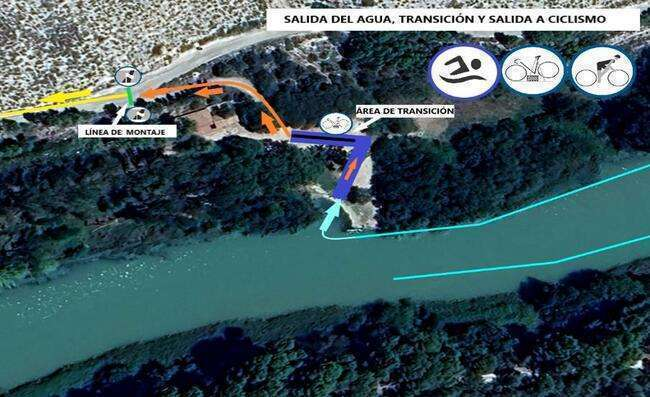 SALIDA DEL AGUA, TRANSICIÓN Y SALIDA A CICLISMO
ÁREA DE TRANSICIÓN
LÍNEA DE MONTAJE